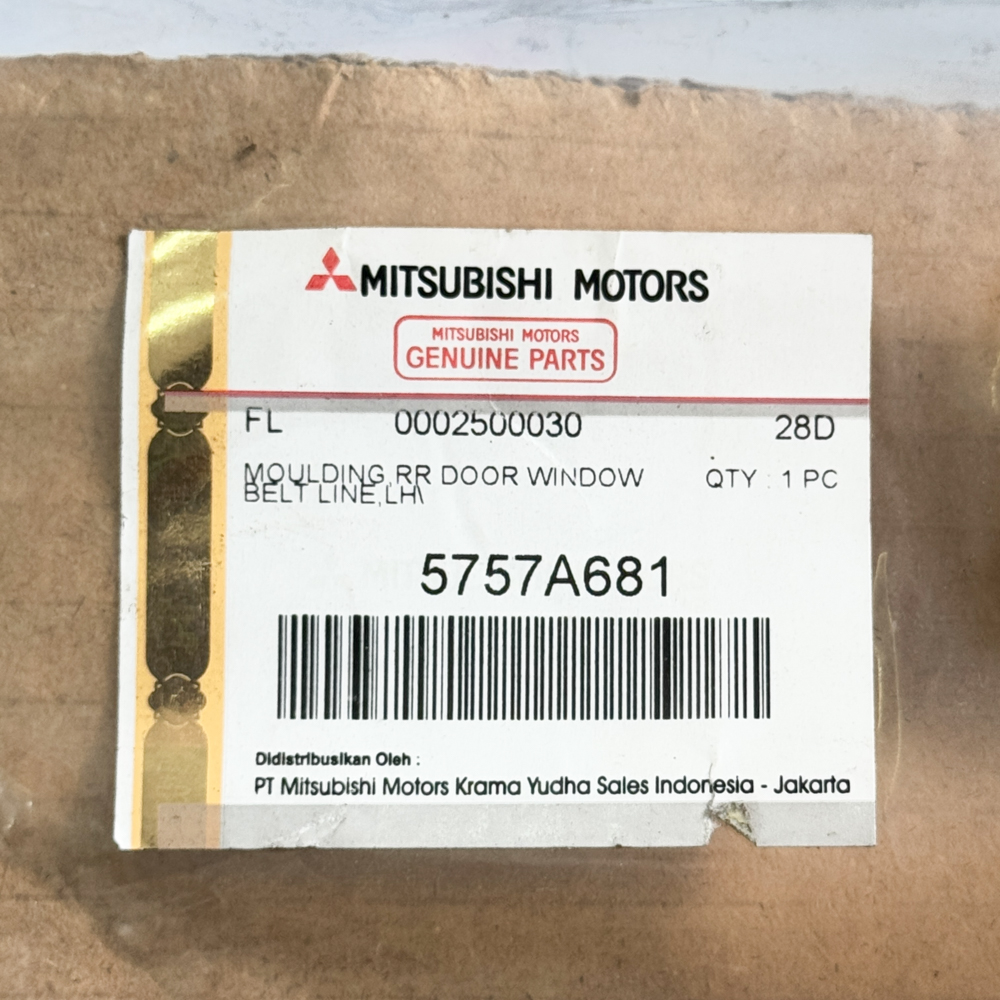 MITSUBISHI MOTORS
MITSUBISHI MOTORS
GENUINE PARTS
FL 0002500030 28D
MOULDING,RR DOOR WINDOW QTY : 1 PC
BELT LINE,LH\
5757A681
Didistribusikan Oleh :
PT Mitsubishi Motors Krama Yudha Sales Indonesia - Jakarta